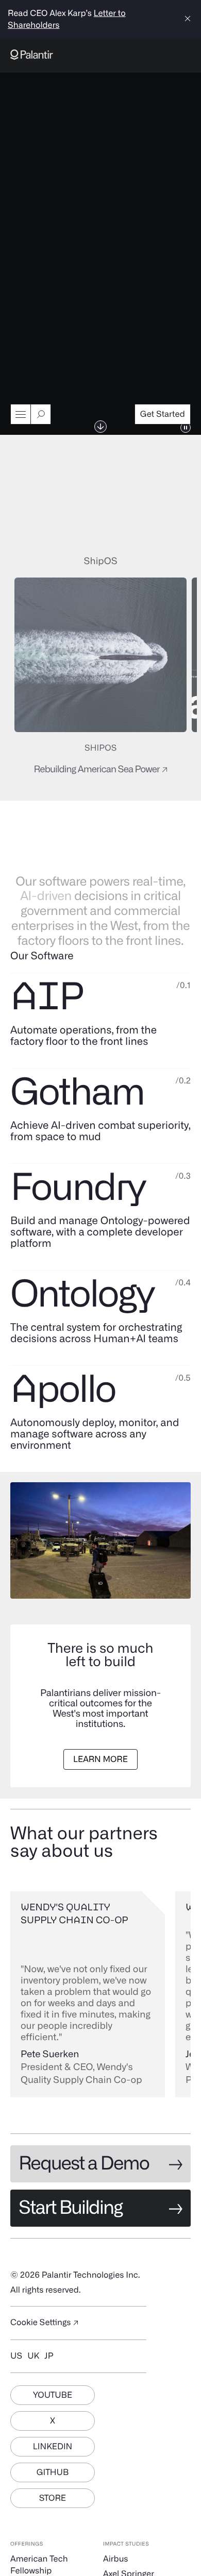 Read CEO Alex Karp's Letter to
Shareholders
Palantir
Get Started
ShipOS
SHIPOS
Rebuilding American Sea Power ↗
Our software powers real-time,
AI-driven decisions in critical
government and commercial
enterprises in the West, from the
factory floors to the front lines.
Our Software
AIP
/0.1
Automate operations, from the
factory floor to the front lines
Gotham
/0.2
Achieve AI-driven combat superiority,
from space to mud
Foundry
/0.3
Build and manage Ontology-powered
software, with a complete developer
platform
Ontology
/0.4
The central system for orchestrating
decisions across Human+AI teams
Apollo
/0.5
Autonomously deploy, monitor, and
manage software across any
environment
There is so much
left to build
Palantirians deliver mission-
critical outcomes for the
West's most important
institutions.
LEARN MORE
What our partners
say about us
WENDY'S QUALITY
SUPPLY CHAIN CO-OP
"Now, we've not only fixed our
inventory problem, we've now
taken a problem that would go
on for weeks and days and
fixed it in five minutes, making
our people incredibly
efficient."
Pete Suerken
President & CEO, Wendy's
Quality Supply Chain Co-op
Request a Demo →
Start Building →
© 2026 Palantir Technologies Inc.
All rights reserved.
Cookie Settings ↗
US UK JP
YOUTUBE
X
LINKEDIN
GITHUB
STORE
OFFERINGS
American Tech
Fellowship
IMPACT STUDIES
Airbus
Axel Springer